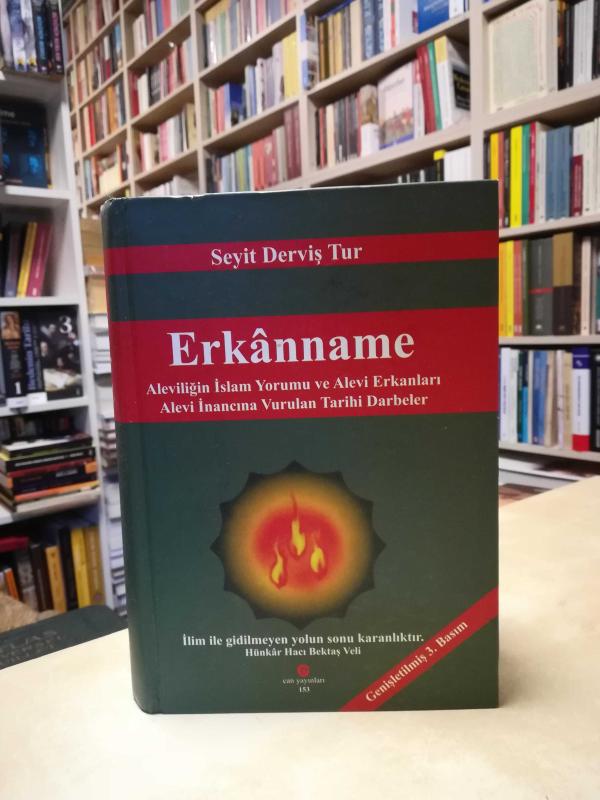 Seyit Derviş Tur
Erkânname
Aleviliğin İslam Yorumu ve Alevi Erkanları
Alevi İnancına Vurulan Tarihi Darbeler
İlim ile gidilmeyen yolun sonu karanlıktır.
Hünkâr Hacı Bektaş Veli
can yayınları
153
Genişletilmiş 3. Basım